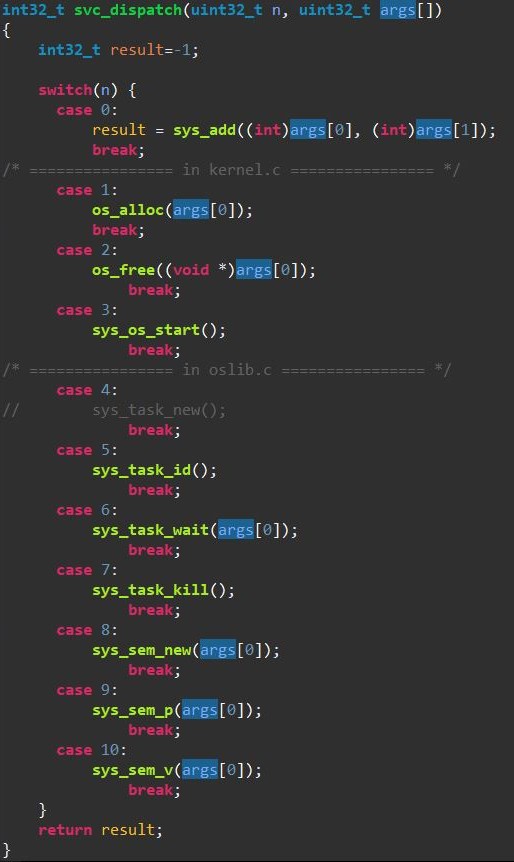 int32_t svc_dispatch(uint32_t n, uint32_t args[])
{
    int32_t result=-1;

    switch(n) {
      case 0:
          result = sys_add((int)args[0], (int)args[1]);
          break;
/* ================ in kernel.c ================ */
      case 1:
          os_alloc(args[0]);
          break;
      case 2:
          os_free((void *)args[0]);
              break;
      case 3:
          sys_os_start();
              break;
/* ================ in oslib.c ================ */
      case 4:
//        sys_task_new();
              break;
      case 5:
          sys_task_id();
              break;
      case 6:
          sys_task_wait(args[0]);
              break;
      case 7:
          sys_task_kill();
              break;
      case 8:
          sys_sem_new(args[0]);
              break;
      case 9:
          sys_sem_p(args[0]);
              break;
      case 10:
          sys_sem_v(args[0]);
              break;
    }
    return result;
}